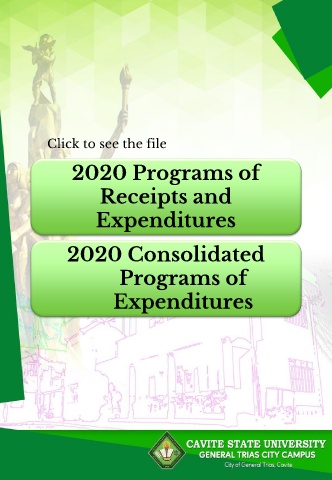 Click to see the file
2020 Programs of
Receipts and
Expenditures
2020 Consolidated
Programs of
Expenditures
CAVITE STATE UNIVERSITY
GENERAL TRIAS CITY CAMPUS
City of General Trias, Cavite